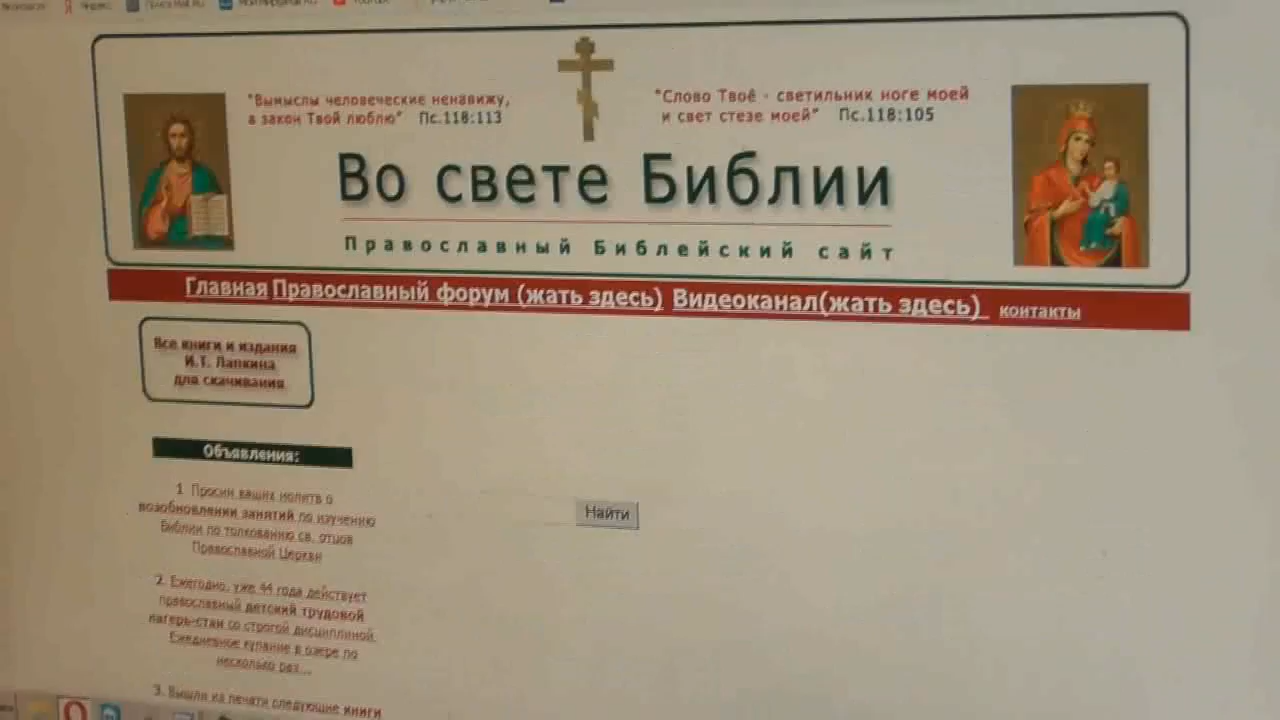 Яндекс
"Вымыслы человеческие ненавижу,
а закон Твой люблю" Пс.118:113
"Слово Твоё - светильник ноге моей
и свет стезе моей" Пс.118:105
Во свете Библии
Православный Библейский сайт
Главная Православный форум (жать здесь) Видеоканал(жать здесь) контакты
Все книги и издания
И.Т. Лапкина
для скачивания
Объявления:
1 Просим ваших молитв о
возобновлении занятий по изучению
Библии по толкованию св. отцов
Православной Церкви
Найти
2. Ежегодно, уже 44 года действует
православный детский трудовой
лагерь-стан со строгой дисциплиной.
Ежедневное купание в озере по
несколько раз...
3. Вышли из печати следующие книги